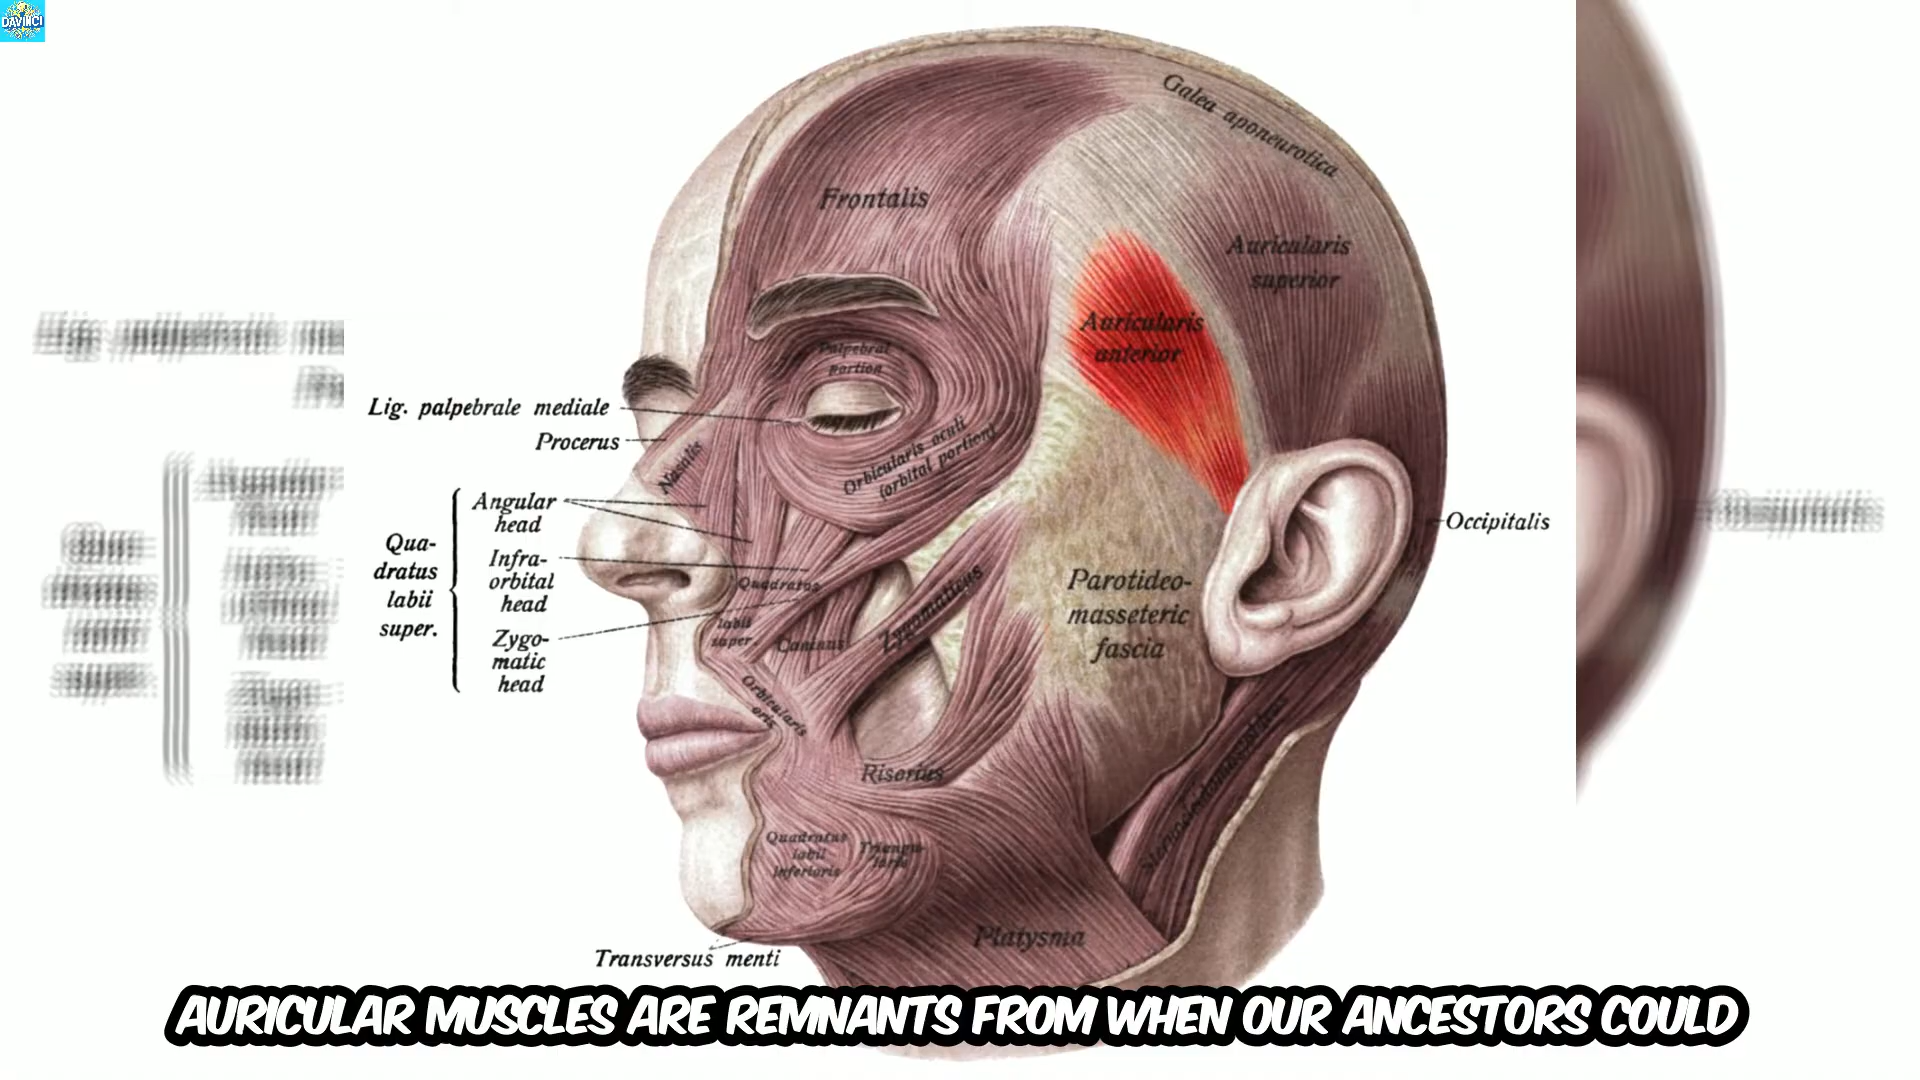 DAVINCI
Galea aponeurotica
Frontalis
Auricularis
superior
Auricularis
anterior
Palpebral
portion
Lig. palpebrale mediale
Procerus
Nasalis
Orbicularis oculi
(orbital portion)
Angular
head
Occipitalis
Qua-
dratus
labii
super.
Infra-
orbital
head
Zygo-
matic
head
Quadratus
labii
super.
Caninus
Zygomaticus
Parotideo-
masseteric
fascia
Orbicularis
oris
Risorius
Sternocleidomastoideus
Quadratus
labii
inferioris
Triangu-
laris
Platysma
Transversus menti
AURICULAR MUSCLES ARE REMNANTS FROM WHEN OUR ANCESTORS COULD